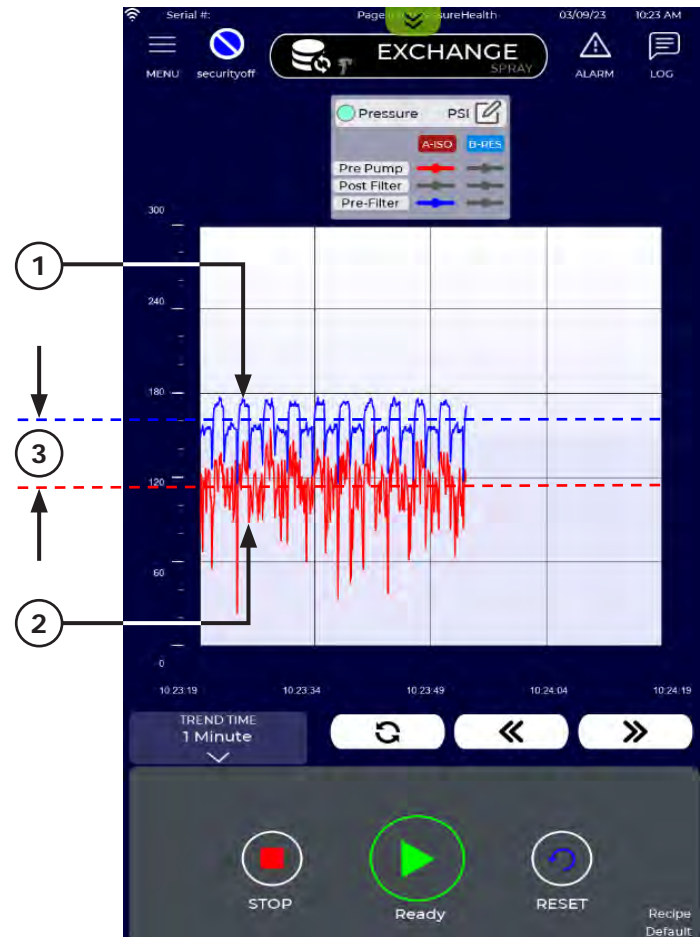 Serial #: Page sureHealth 03/09/23 10:23 AM
MENU securityoff EXCHANGE SPRAY ALARM LOG
Pressure PSI
A-ISO B-RES
Pre Pump
Post Filter
Pre-Filter
300
1
240
180
3
120
60
2
0
10:23:19 10:23:34 10:23:49 10:24:04 10:24:19
TREND TIME
1 Minute
STOP Ready RESET
Recipe
Default